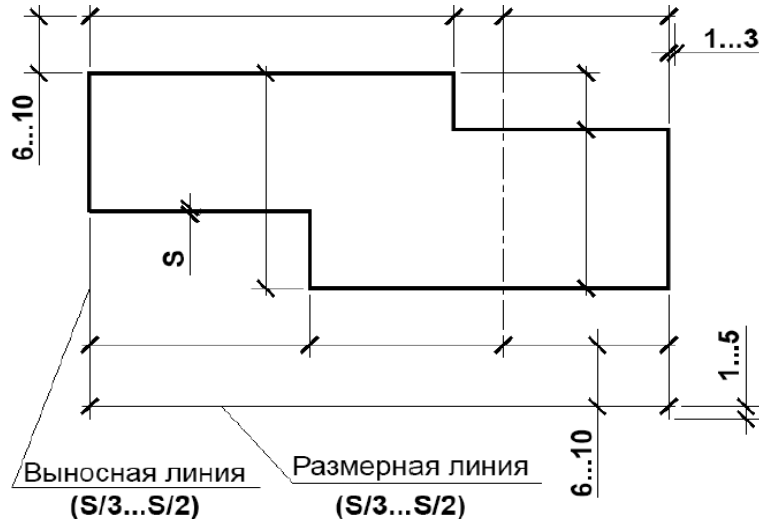 1...3
6...10
S
1...5
6...10
Выносная линия
(S/3...S/2)
Размерная линия
(S/3...S/2)